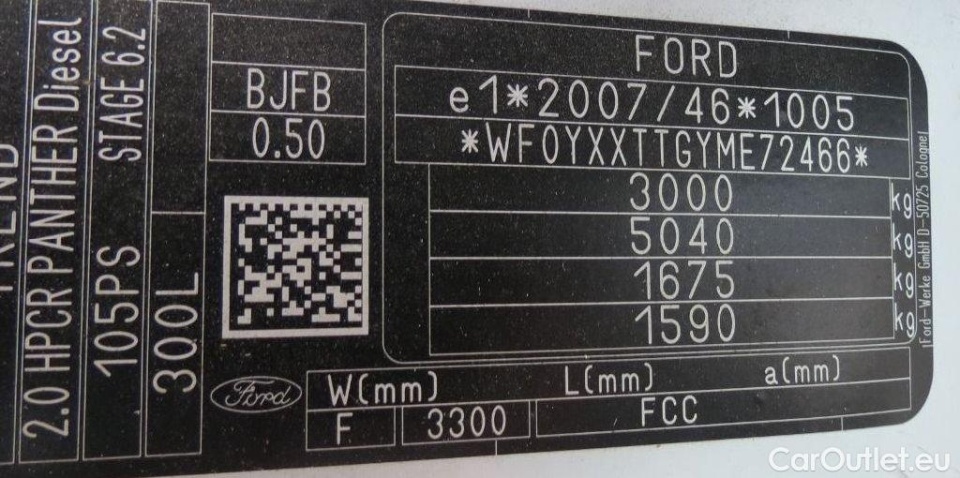 FORD
e1*2007/46*1005
*WF0YXXTTGYME72466*
3000 kg
5040 kg
1675 kg
1590 kg
Ford-Werke GmbH D-50725 Cologne
BJFB
0.50
2.0 HPCR PANTHER Diesel
105PS STAGE 6.2
300L
Ford
W(mm) L(mm) a(mm)
F 3300 FCC
CarOutlet.eu